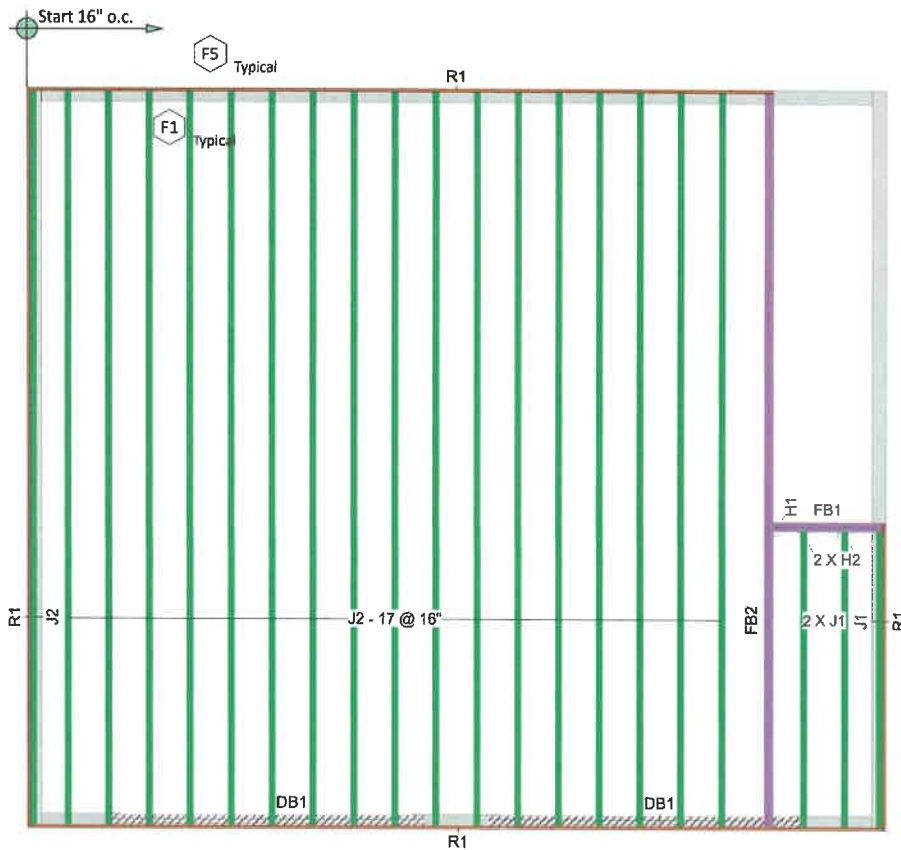 Start 16" o.c.
F5
Typical
R1
F1
Typical
H1
FB1
2 X H2
R1
J2
J2 - 17 @ 16"
FB2
2 X J1
J1
R1
DB1
DB1
R1